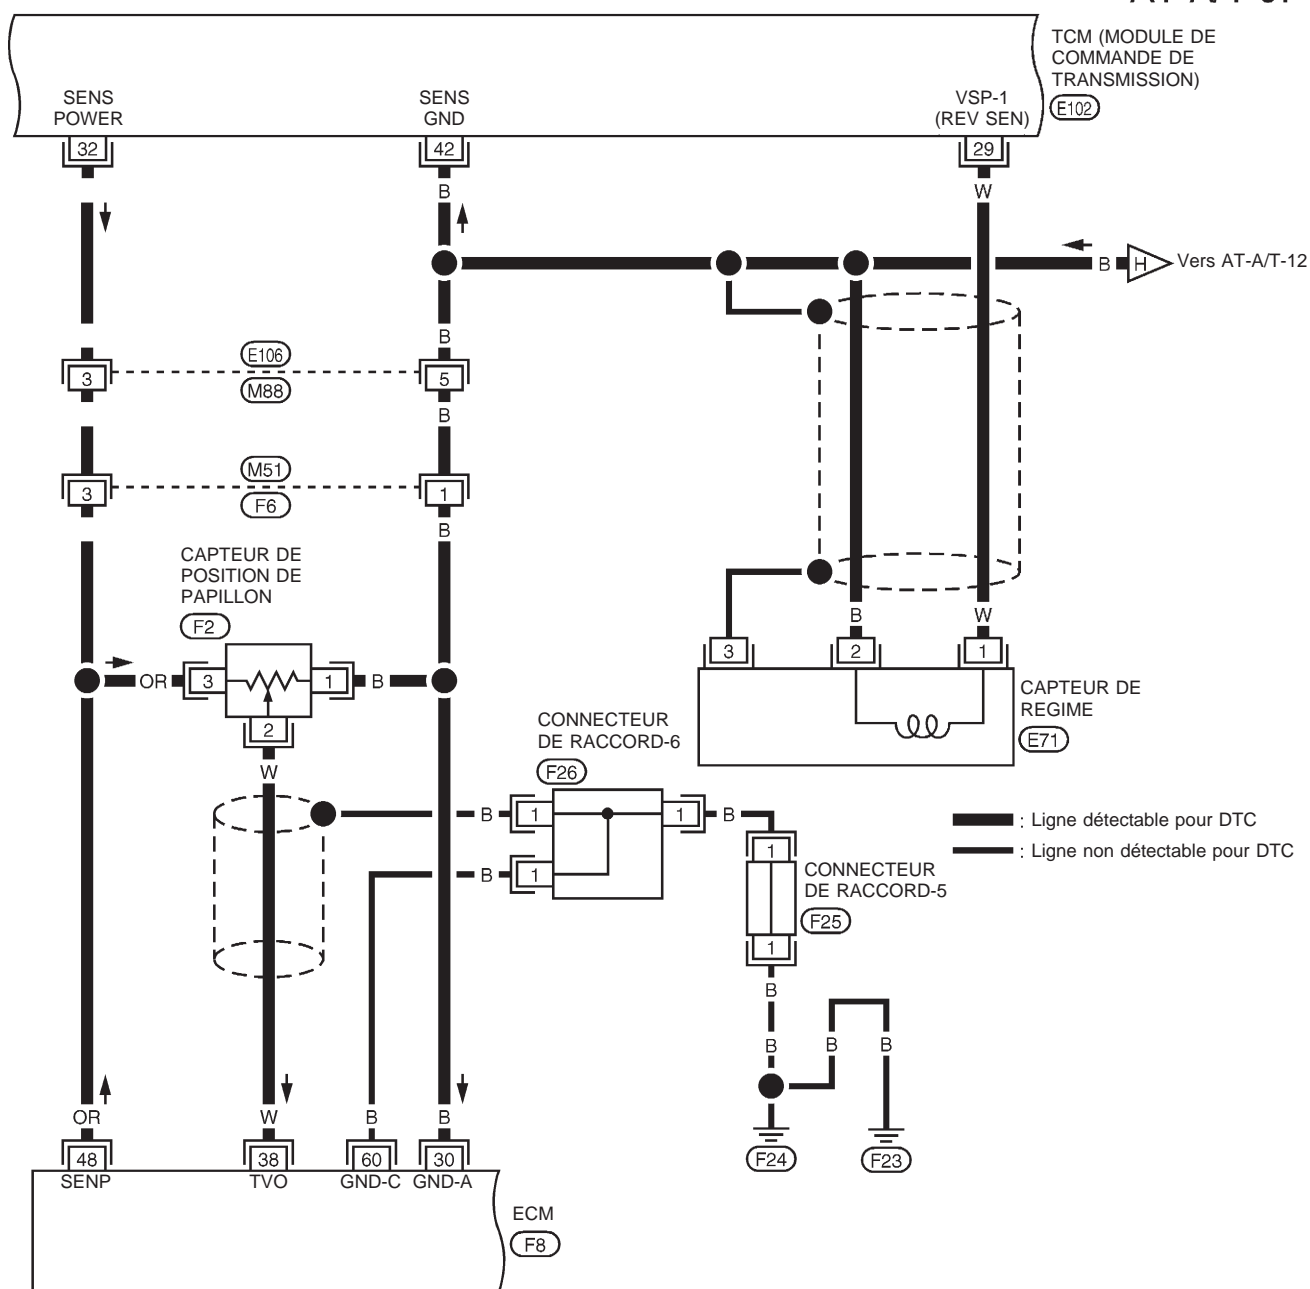 TCM (MODULE DE
COMMANDE DE
TRANSMISSION)
E102
SENS
POWER
SENS
GND
VSP-1
(REV SEN)
32
42
29
B
W
B
H
Vers AT-A/T-12
B
E106
3
5
M88
B
M51
3
1
F6
B
CAPTEUR DE
POSITION DE
PAPILLON
F2
B
W
3
2
1
OR
3
1
B
2
W
CAPTEUR DE
REGIME
E71
CONNECTEUR
DE RACCORD-6
F26
B
1
1
B
B
1
: Ligne détectable pour DTC
: Ligne non détectable pour DTC
1
CONNECTEUR
DE RACCORD-5
F25
1
B
B
B
B
F24
F23
OR
W
B
B
48
38
60
30
SENP
TVO
GND-C
GND-A
ECM
F8